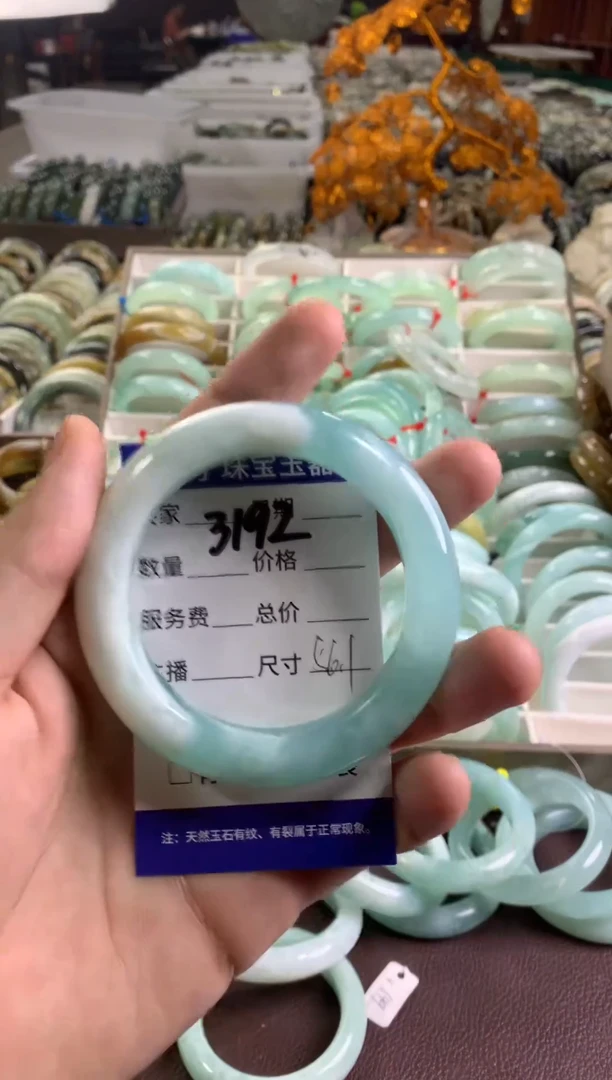 珠宝玉器
家
3192
数量 价格
服务费 总价
播 尺寸 56.1
注：天然玉石有纹、有裂属于正常现象。